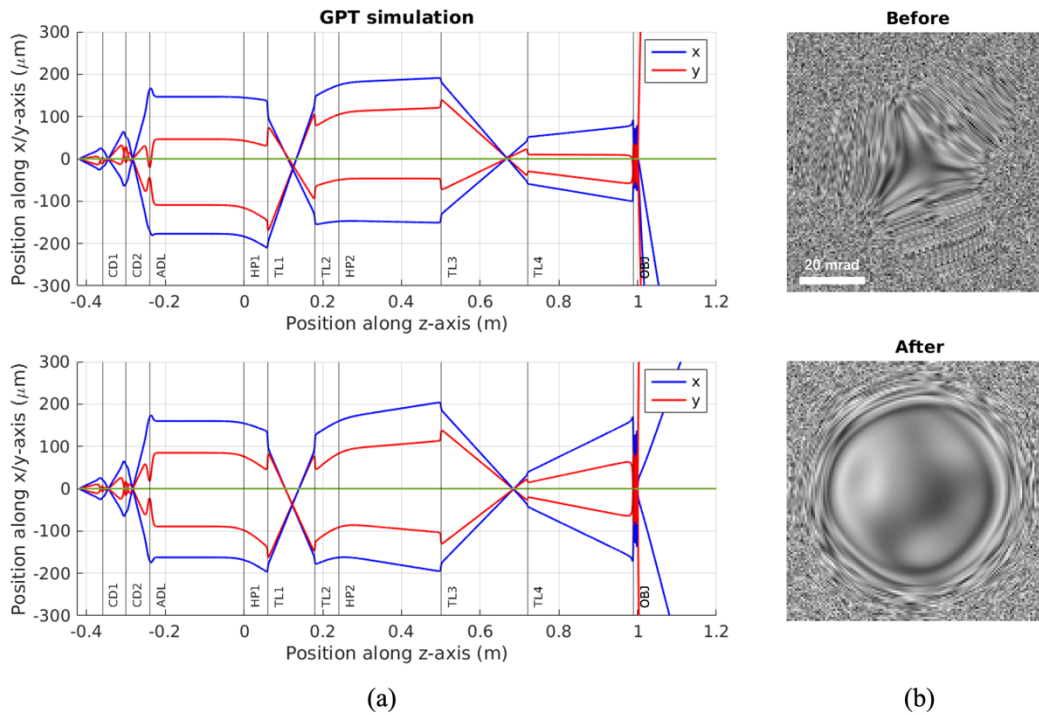 GPT simulation
Position along x/y-axis (μm)
300
200
100
0
-100
-200
-300
x
y
CD1
CD2
ADL
HP1
TL1
TL2
HP2
TL3
TL4
OBJ
-0.4
-0.2
0
0.2
0.4
0.6
0.8
1
1.2
Position along z-axis (m)
Before
20 mrad
Position along x/y-axis (μm)
300
200
100
0
-100
-200
-300
x
y
CD1
CD2
ADL
HP1
TL1
TL2
HP2
TL3
TL4
OBJ
-0.4
-0.2
0
0.2
0.4
0.6
0.8
1
1.2
Position along z-axis (m)
After
(a)
(b)